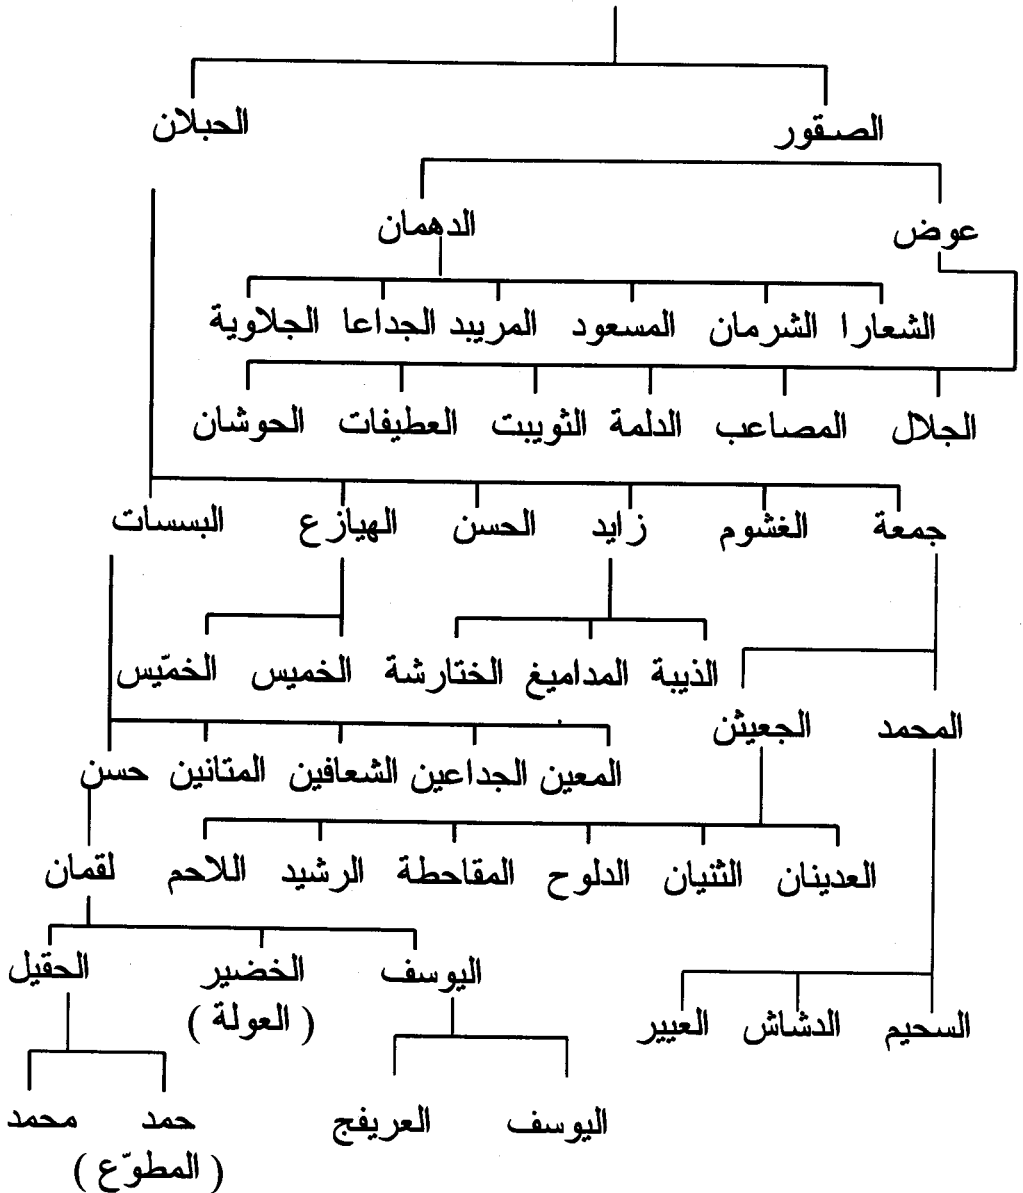 الصقور الحبلان
عوض الدهمان
الشعارا الشرمان المسعود المريبد الجداعا الجلاوية
الجلال المصاعب الدلمة الثويبت العطيفات الحوشان
جمعة الغشوم زايد الحسن الهيازع البسسات
الذيبة المداميغ الختارشة الخميس الخمّيس
المحمد الجعيثن
المعين الجداعين الشعافين المتانين حسن
العدينان الثنيان الدلوح المقاحطة الرشيد اللاحم لقمان
اليوسف الخضير الحقيل
( العولة )
السحيم الدشاش العيير
اليوسف العريفج حمد محمد
( المطوّع )